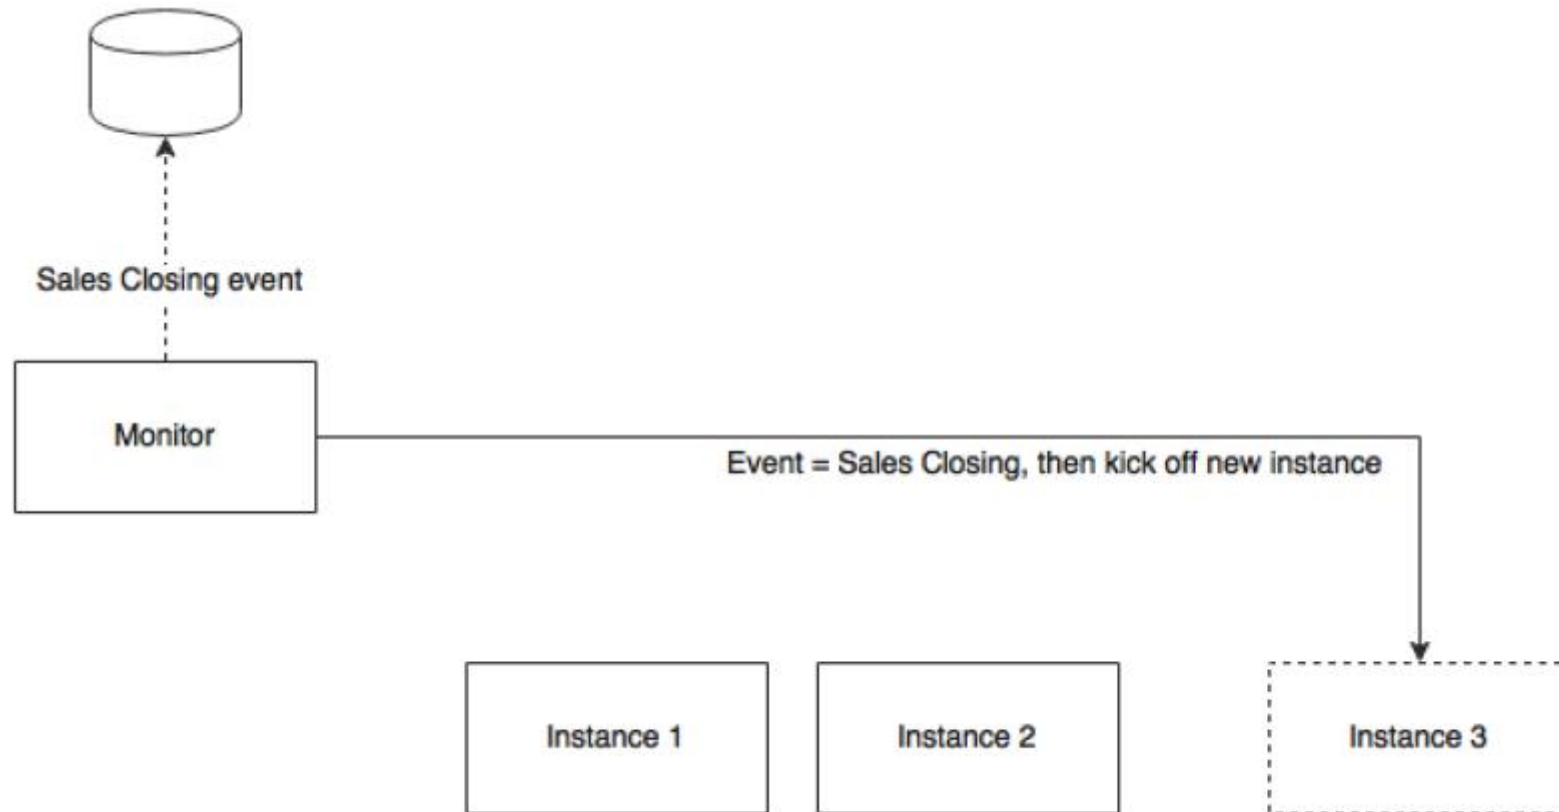 Sales Closing event
Monitor
Event = Sales Closing, then kick off new instance
Instance 1
Instance 2
Instance 3